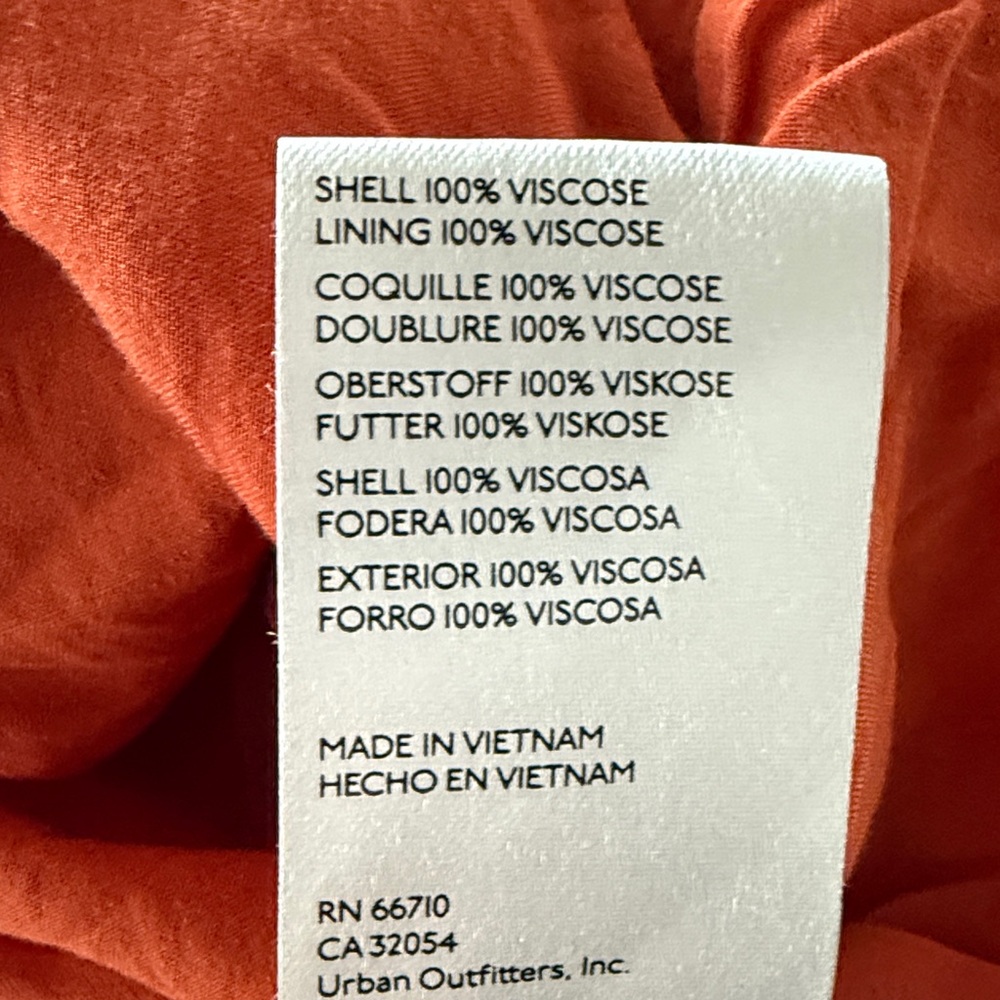 SHELL 100% VISCOSE
LINING 100% VISCOSE
COQUILLE 100% VISCOSE
DOUBLURE 100% VISCOSE
OBERSTOFF 100% VISKOSE
FUTTER 100% VISKOSE
SHELL 100% VISCOSA
FODERA 100% VISCOSA
EXTERIOR 100% VISCOSA
FORRO 100% VISCOSA
MADE IN VIETNAM
HECHO EN VIETNAM
RN 66710
CA 32054
Urban Outfitters, Inc.